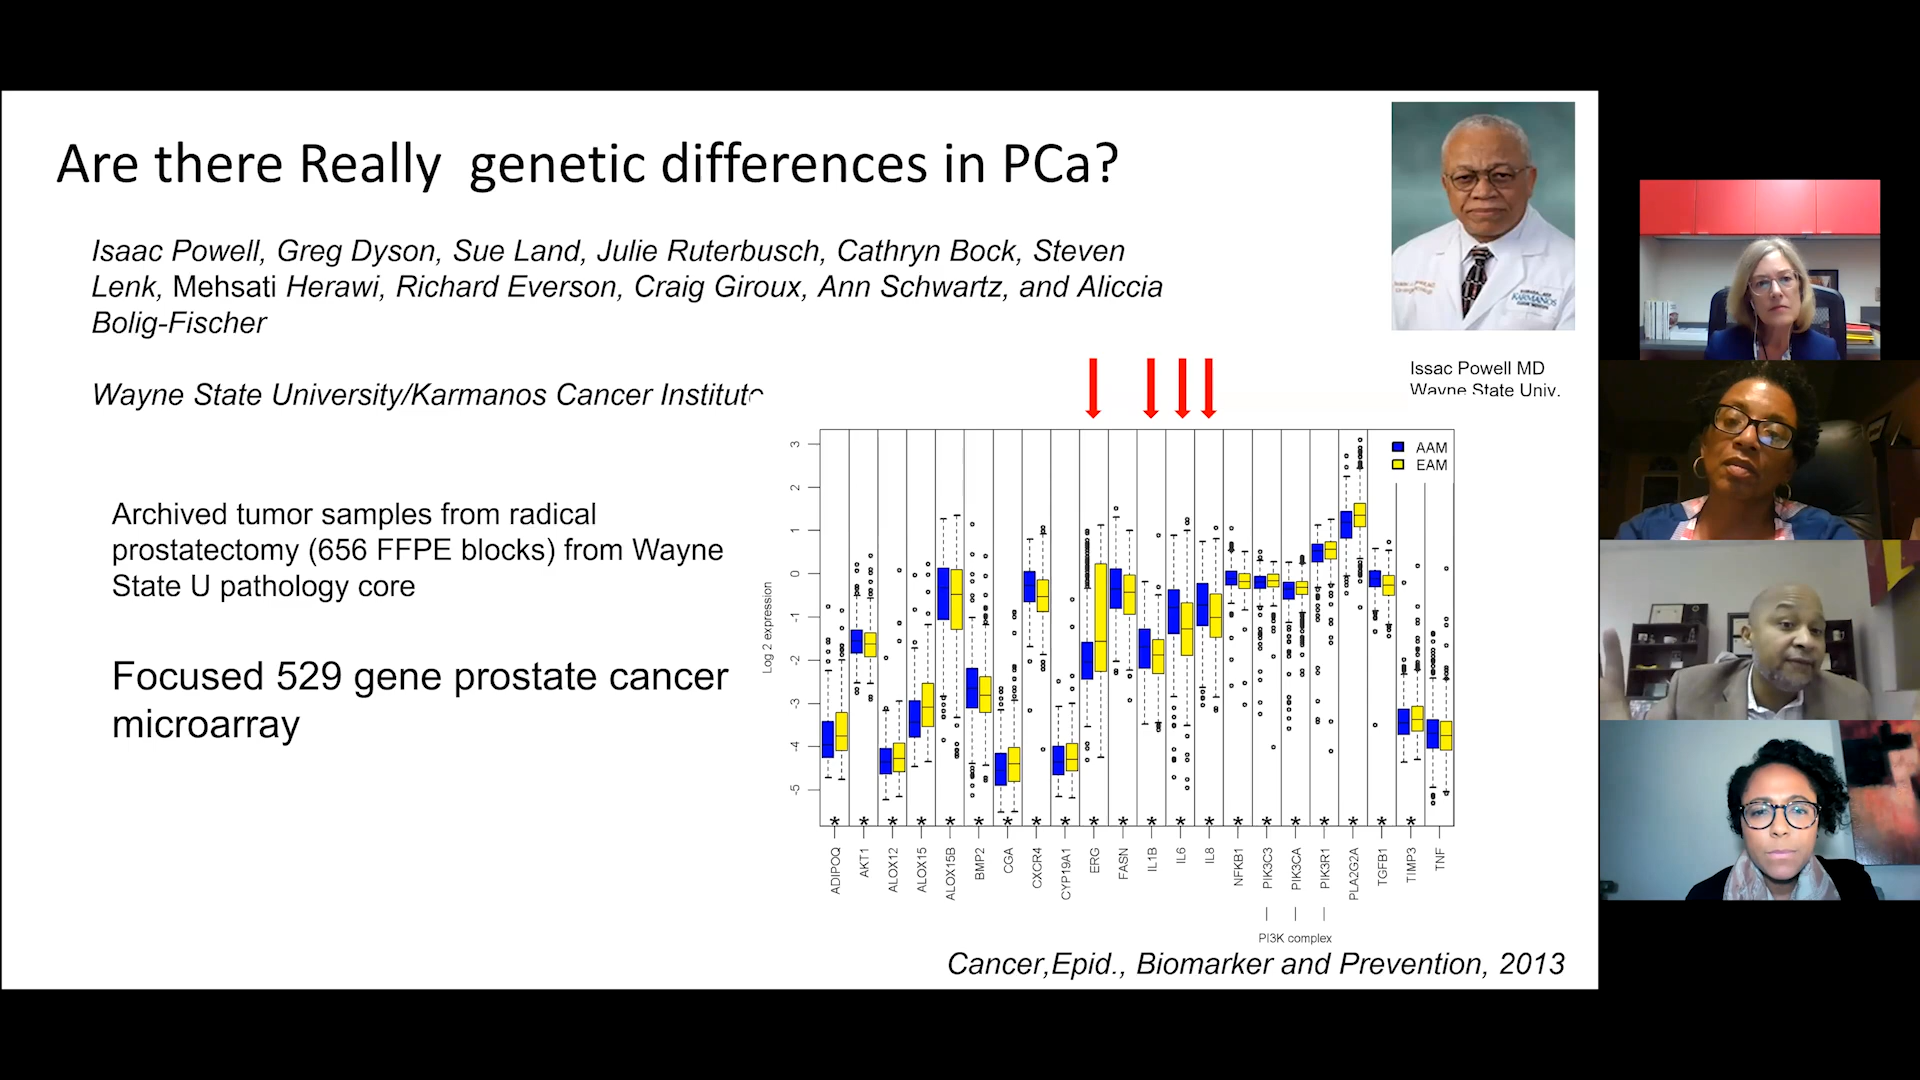 Are there Really  genetic differences in PCa?
Isaac Powell, Greg Dyson, Sue Land, Julie Ruterbusch, Cathryn Bock, Steven
Lenk, Mehsati Herawi, Richard Everson, Craig Giroux, Ann Schwartz, and Aliccia
Bolig-Fischer
Wayne State University/Karmanos Cancer Institute
KARMANOS
Issac Powell MD
Wayne State Univ.
Archived tumor samples from radical
prostatectomy (656 FFPE blocks) from Wayne
State U pathology core
Focused 529 gene prostate cancer
microarray
AAM
EAM
Log 2 expression
3
2
1
0
-1
-2
-3
-4
-5
* * * * * * * * * * * * * * * * * * * * *
ADIPOQ
AKT1
ALOX12
ALOX15
ALOX15B
BMP2
CGA
CXCR4
CYP19A1
ERG
FASN
IL1B
IL6
IL8
NFKB1
PIK3C3
PIK3CA
PIK3R1
PLA2G2A
TGFB1
TIMP3
TNF
PI3K complex
Cancer,Epid., Biomarker and Prevention, 2013